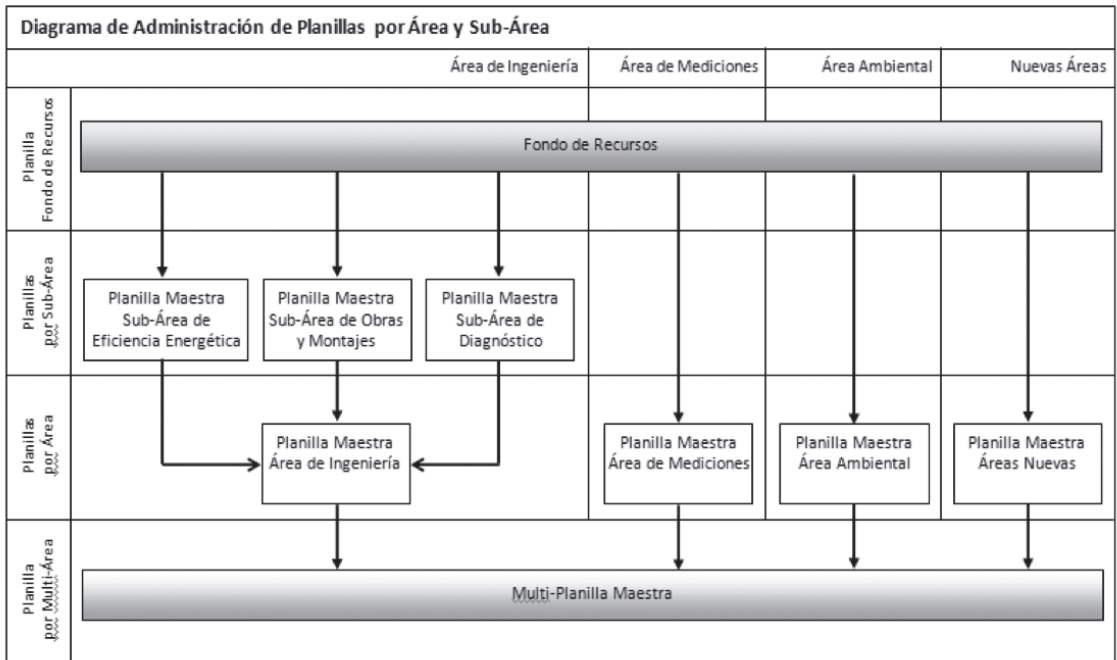 Diagrama de Administración de Planillas por Área y Sub-Área
Área de Ingeniería
Área de Mediciones
Área Ambiental
Nuevas Áreas
Planilla
Fondo de Recursos
Fondo de Recursos
Planillas
por Sub-Área
Planilla Maestra
Sub-Área de
Eficiencia Energética
Planilla Maestra
Sub-Área de Obras
y Montajes
Planilla Maestra
Sub-Área de
Diagnóstico
Planillas
por Área
Planilla Maestra
Área de Ingeniería
Planilla Maestra
Área de Mediciones
Planilla Maestra
Área Ambiental
Planilla Maestra
Áreas Nuevas
Planilla
por Multi-Área
Multi-Planilla Maestra